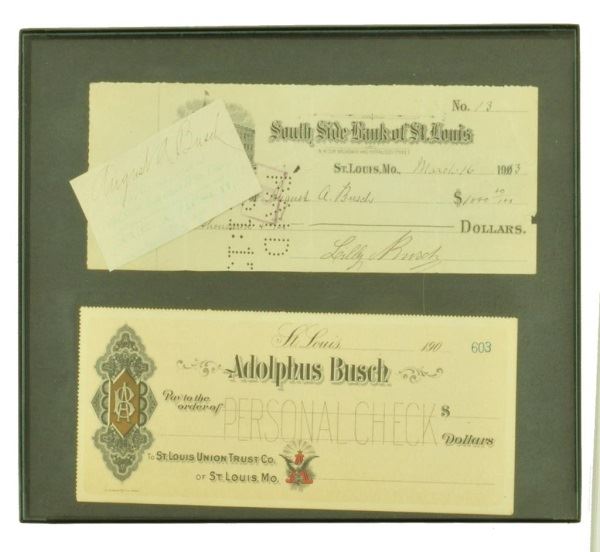 No. 13
South Side Bank of St. Louis
St. Louis, Mo., March 16 1903
August A. Busch
August A. Busch $1000
Dollars.
Lilly A Busch
St. Louis 190 603
Adolphus Busch
Pay to the
order of PERSONAL CHECK $
Dollars
To St. Louis Union Trust Co.
of St. Louis, Mo.